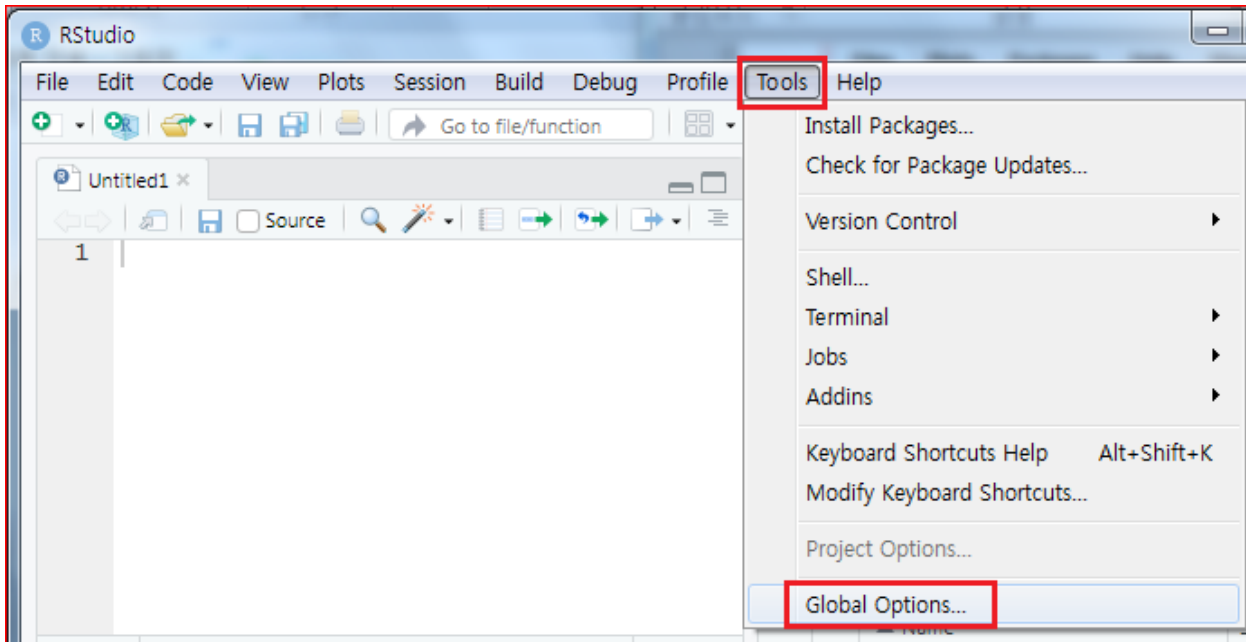 RStudio
File Edit Code View Plots Session Build Debug Profile Tools Help
Go to file/function
Untitled1
Source
1
Install Packages...
Check for Package Updates...
Version Control
Shell...
Terminal
Jobs
Addins
Keyboard Shortcuts Help Alt+Shift+K
Modify Keyboard Shortcuts...
Project Options...
Global Options...